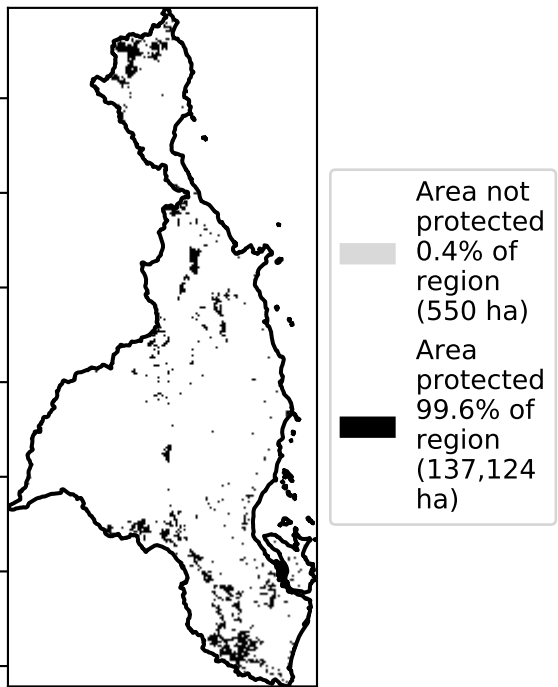 Area not
protected
0.4% of
region
(550 ha)
Area
protected
99.6% of
region
(137,124
ha)